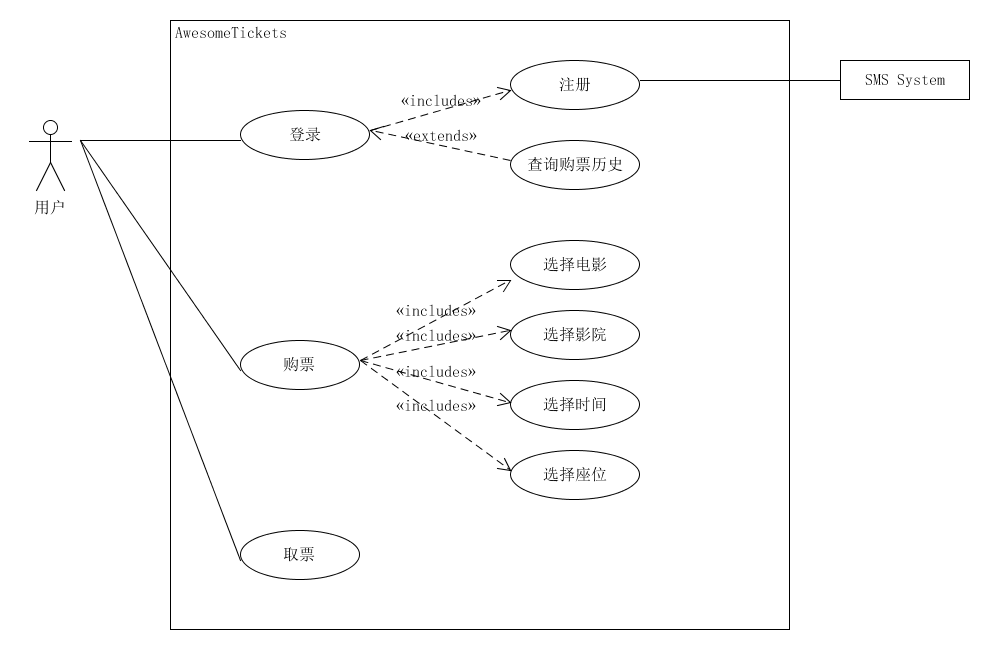 AwesomeTickets
注册
SMS System
«includes»
登录
«extends»
查询购票历史
用户
选择电影
«includes»
选择影院
«includes»
购票
«includes»
选择时间
«includes»
选择座位
取票